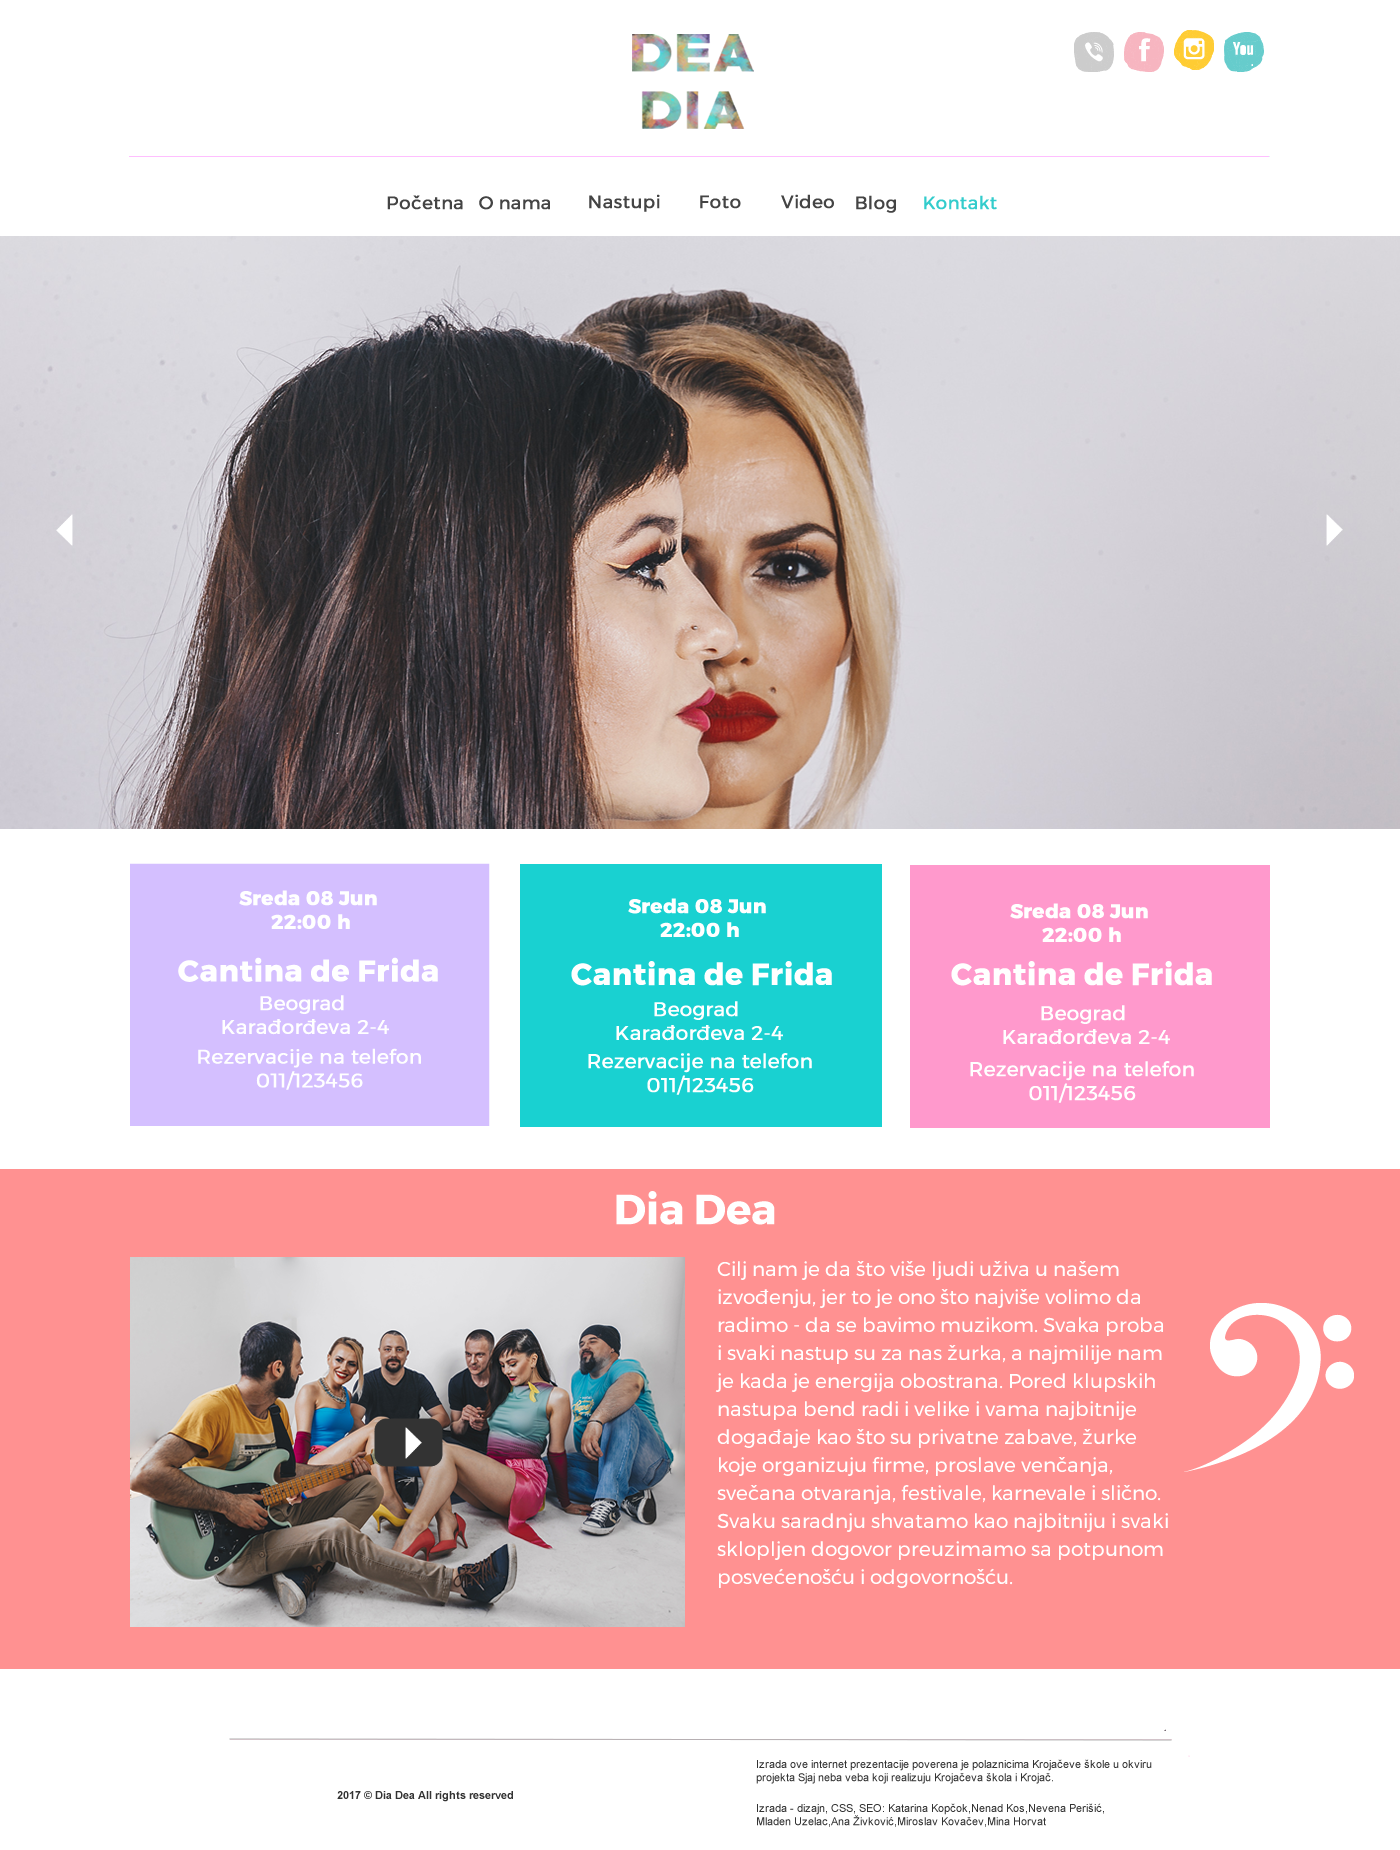 DEA
DIA
You
Početna O nama Nastupi Foto Video Blog Kontakt
Sreda 08 Jun
22:00 h
Cantina de Frida
Beograd
Karađorđeva 2-4
Rezervacije na telefon
011/123456
Sreda 08 Jun
22:00 h
Cantina de Frida
Beograd
Karađorđeva 2-4
Rezervacije na telefon
011/123456
Sreda 08 Jun
22:00 h
Cantina de Frida
Beograd
Karađorđeva 2-4
Rezervacije na telefon
011/123456
Dia Dea
Cilj nam je da što više ljudi uživa u našem
izvođenju, jer to je ono što najviše volimo da
radimo - da se bavimo muzikom. Svaka proba
i svaki nastup su za nas žurka, a najmilije nam
je kada je energija obostrana. Pored klupskih
nastupa bend radi i velike i vama najbitnije
događaje kao što su privatne zabave, žurke
koje organizuju firme, proslave venčanja,
svečana otvaranja, festivale, karnevale i slično.
Svaku saradnju shvatamo kao najbitniju i svaki
sklopljen dogovor preuzimamo sa potpunom
posvećenošću i odgovornošću.
2017 © Dia Dea All rights reserved
Izrada ove internet prezentacije poverena je polaznicima Krojačeve škole u okviru
projekta Sjaj neba veba koji realizuju Krojačeva škola i Krojač.
Izrada - dizajn, CSS, SEO: Katarina Kopčok,Nenad Kos,Nevena Perišić,
Mladen Uzelac,Ana Živković,Miroslav Kovačev,Mina Horvat